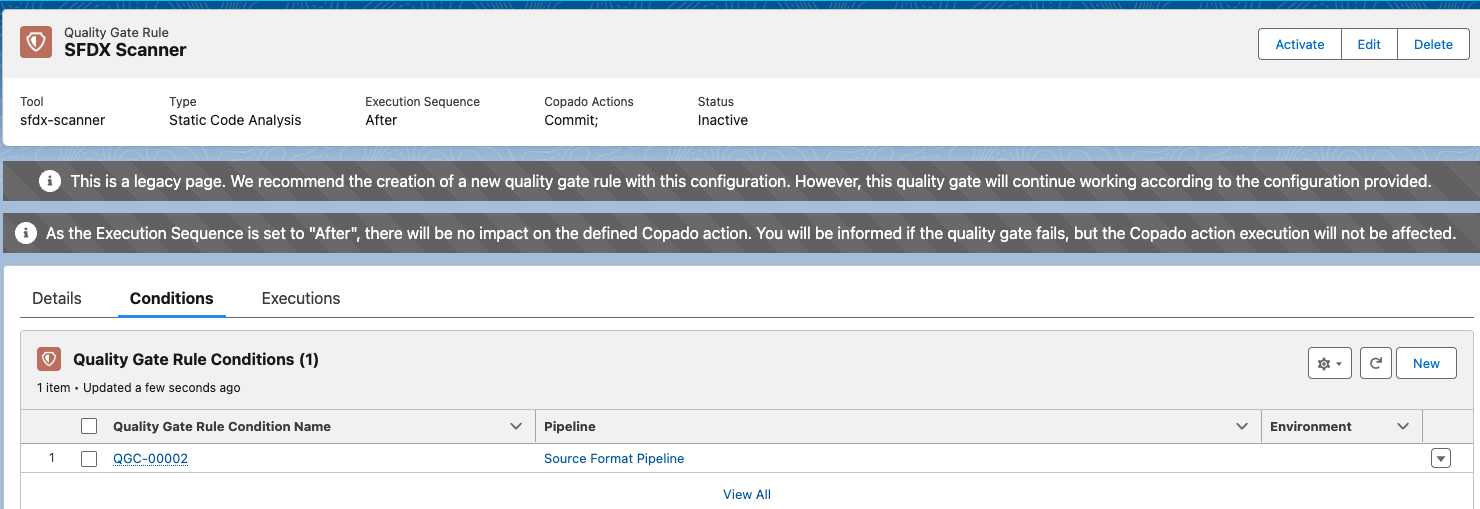 Quality Gate Rule
SFDX Scanner
Activate Edit Delete
Tool Type Execution Sequence Copado Actions Status
sfdx-scanner Static Code Analysis After Commit; Inactive
This is a legacy page. We recommend the creation of a new quality gate rule with this configuration. However, this quality gate will continue working according to the configuration provided.
As the Execution Sequence is set to "After", there will be no impact on the defined Copado action. You will be informed if the quality gate fails, but the Copado action execution will not be affected.
Details Conditions Executions
Quality Gate Rule Conditions (1)
1 item • Updated a few seconds ago
New
Quality Gate Rule Condition Name Pipeline Environment
1 QGC-00002 Source Format Pipeline
View All